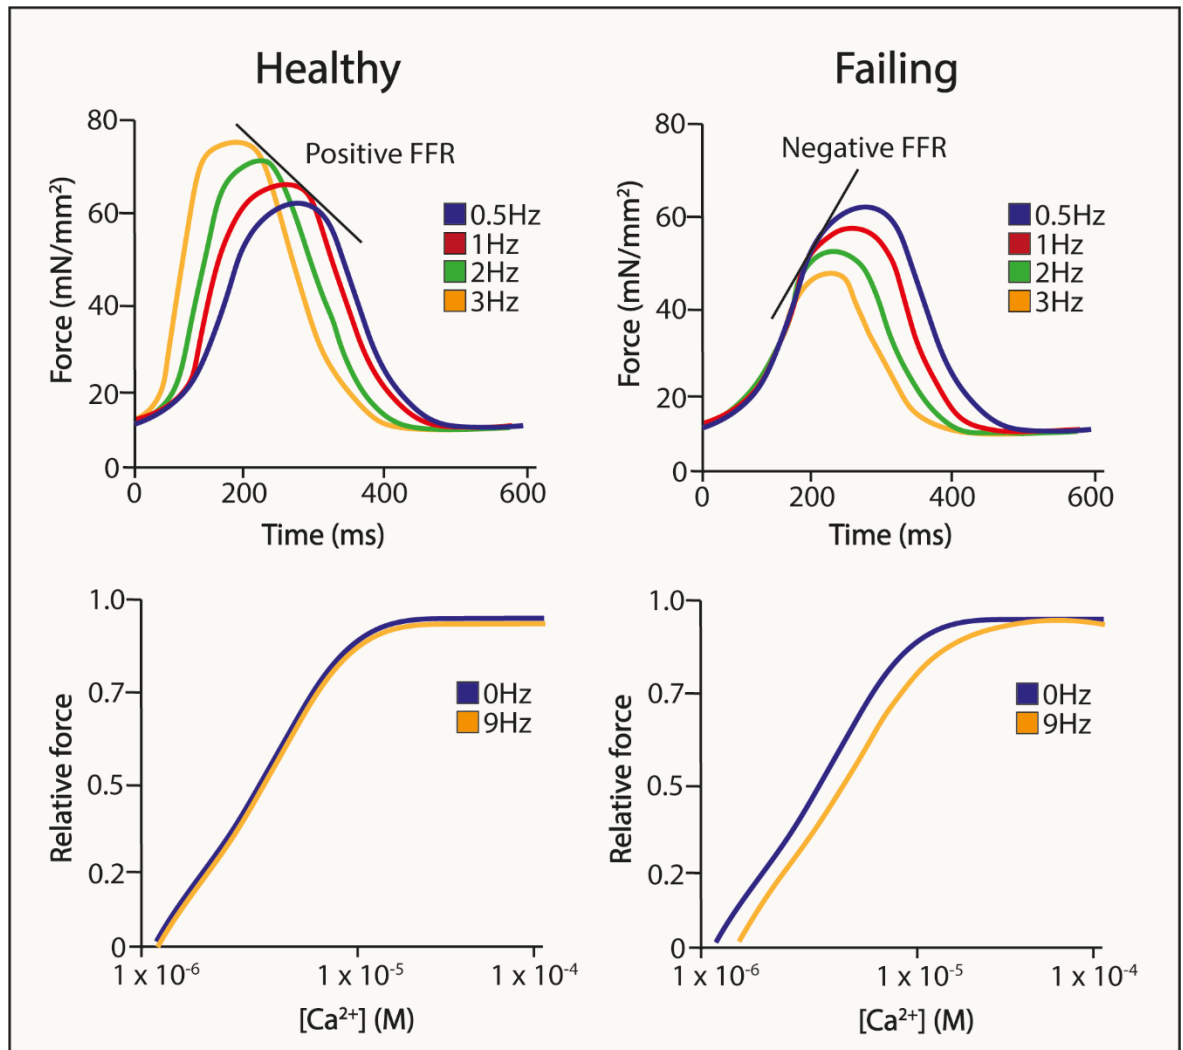 Healthy
Force (mN/mm²)
80
60
40
20
0
Positive FFR
0.5Hz
1Hz
2Hz
3Hz
0
200
400
600
Time (ms)
Failing
Force (mN/mm²)
80
60
40
20
0
Negative FFR
0.5Hz
1Hz
2Hz
3Hz
0
200
400
600
Time (ms)
Relative force
1.0
0.7
0.5
0.2
0
0Hz
9Hz
1 x 10⁻⁶
1 x 10⁻⁵
1 x 10⁻⁴
[Ca²⁺] (M)
Relative force
1.0
0.7
0.5
0.2
0
0Hz
9Hz
1 x 10⁻⁶
1 x 10⁻⁵
1 x 10⁻⁴
[Ca²⁺] (M)